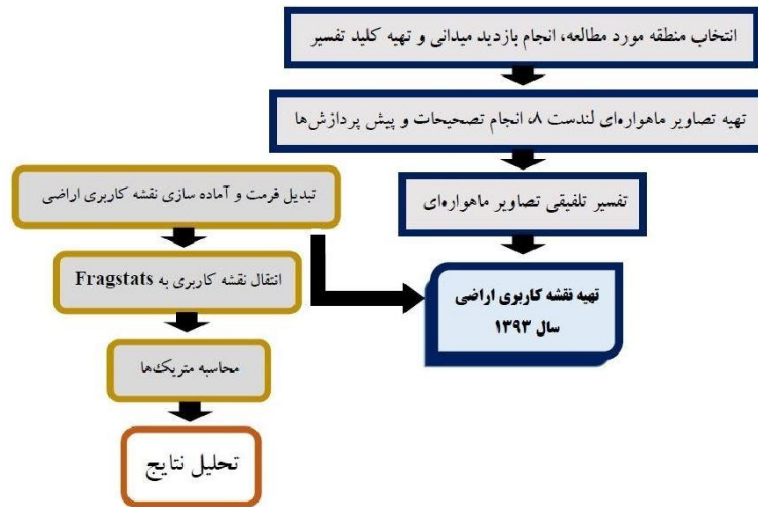 انتخاب منطقه مورد مطالعه، انجام بازدید میدانی و تهیه کلید تفسیر
تهیه تصاویر ماهواره‌ای لندست ۸، انجام تصحیحات و پیش پردازش‌ها
تفسیر تلفیقی تصاویر ماهواره‌ای
تهیه نقشه کاربری اراضی
سال ۱۳۹۳
تبدیل فرمت و آماده سازی نقشه کاربری اراضی
انتقال نقشه کاربری به Fragstats
محاسبه متریک‌ها
تحلیل نتایج